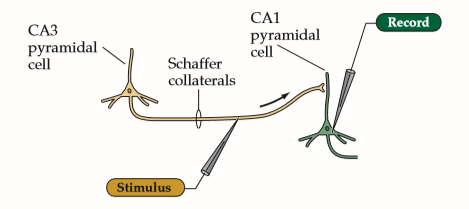 CA3
pyramidal
cell
Schaffer
collaterals
CA1
pyramidal
cell
Record
Stimulus